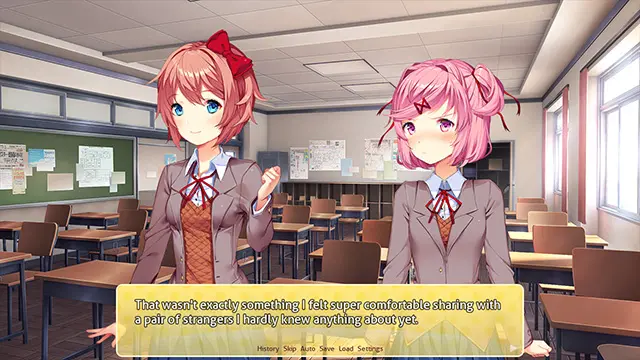 That wasn't exactly something I felt super comfortable sharing with
a pair of strangers I hardly knew anything about yet.
History Skip Auto Save Load Settings